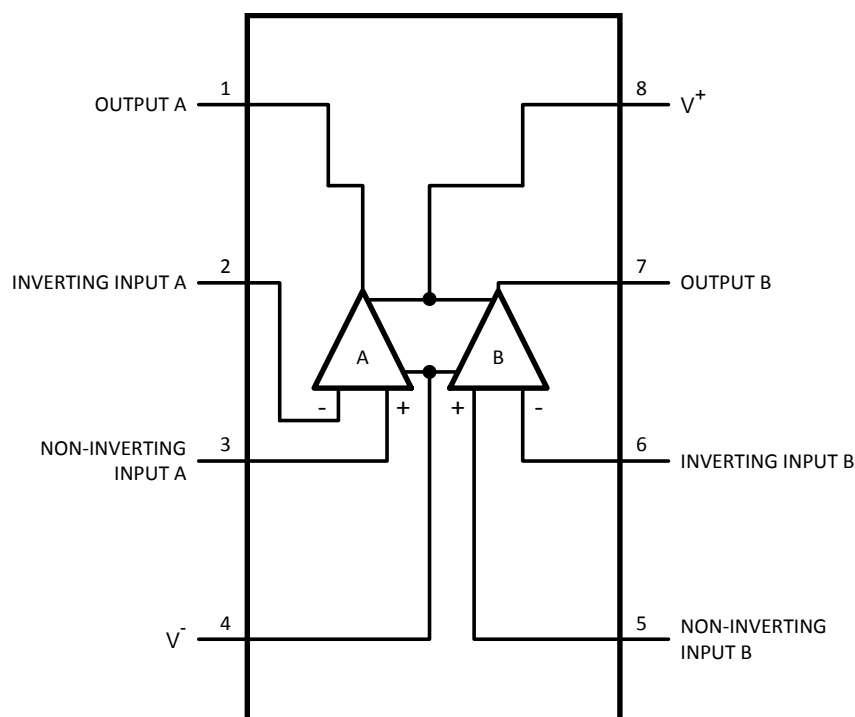 1
OUTPUT A
8
V+
2
INVERTING INPUT A
7
OUTPUT B
A
B
-
+
+
-
3
NON-INVERTING
INPUT A
6
INVERTING INPUT B
4
V-
5
NON-INVERTING
INPUT B